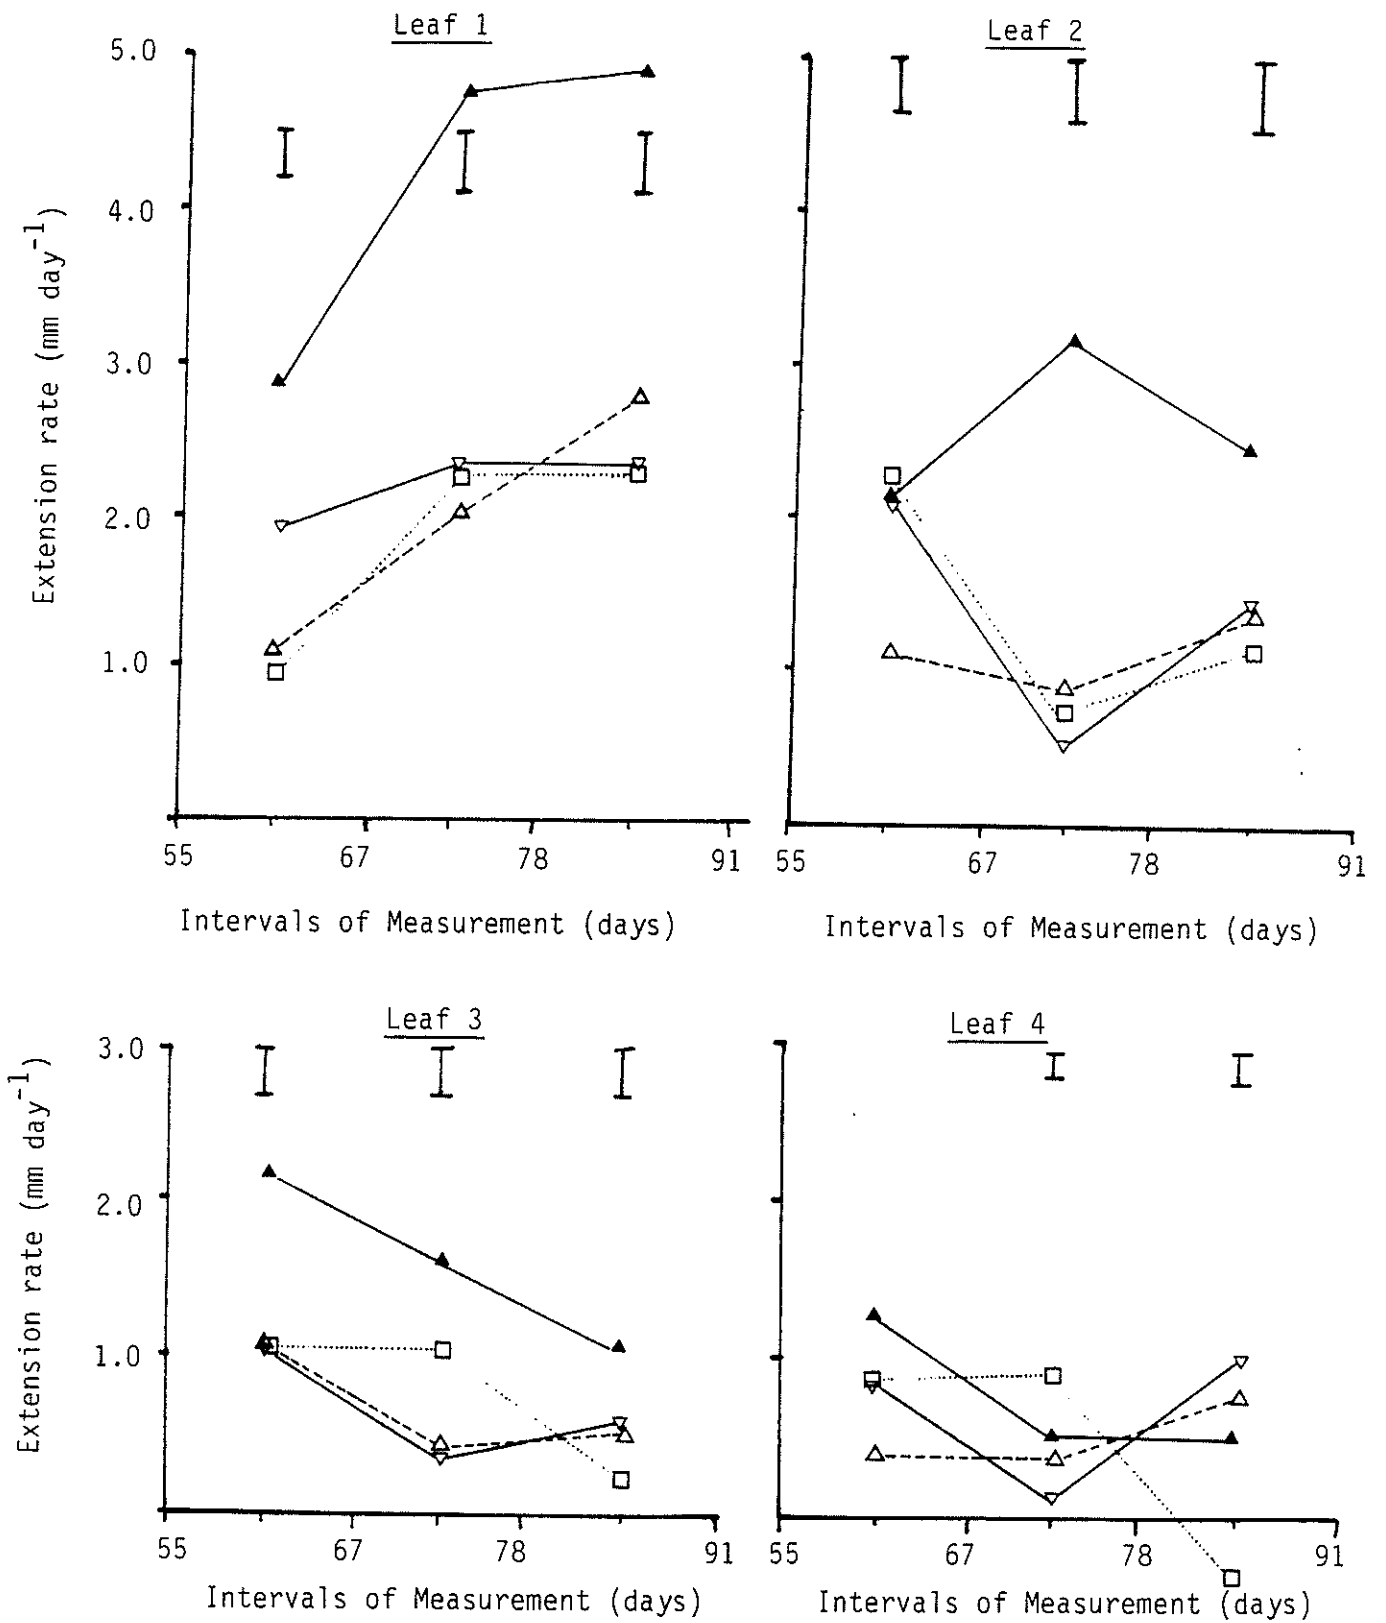 Leaf 1
5.0
4.0
3.0
2.0
1.0
Extension rate (mm day⁻¹)
55 67 78 91
Intervals of Measurement (days)
Leaf 2
55 67 78 91
Intervals of Measurement (days)
Leaf 3
3.0
2.0
1.0
Extension rate (mm day⁻¹)
55 67 78 91
Intervals of Measurement (days)
Leaf 4
55 67 78 91
Intervals of Measurement (days)